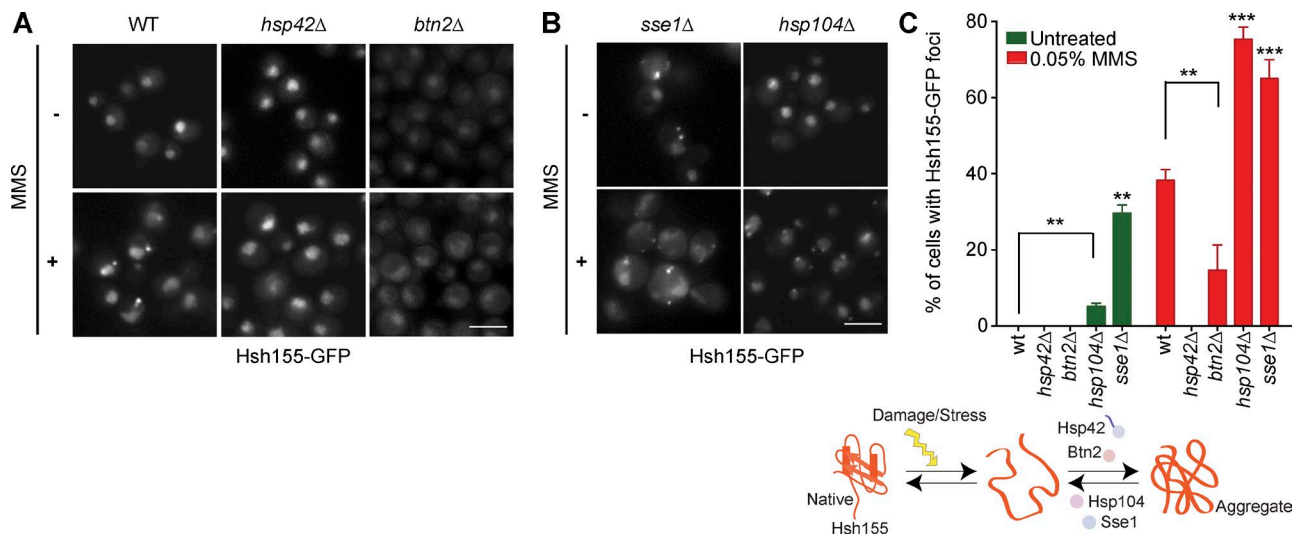 A
WT
hsp42Δ
btn2Δ
MMS
-
+
Hsh155-GFP
B
sse1Δ
hsp104Δ
MMS
-
+
Hsh155-GFP
C
% of cells with Hsh155-GFP foci
80
60
40
20
0
Untreated
0.05% MMS
**
**
**
***
***
wt
hsp42Δ
btn2Δ
hsp104Δ
sse1Δ
wt
hsp42Δ
btn2Δ
hsp104Δ
sse1Δ
Damage/Stress
Hsp42
Btn2
Native
Hsh155
Hsp104
Sse1
Aggregate